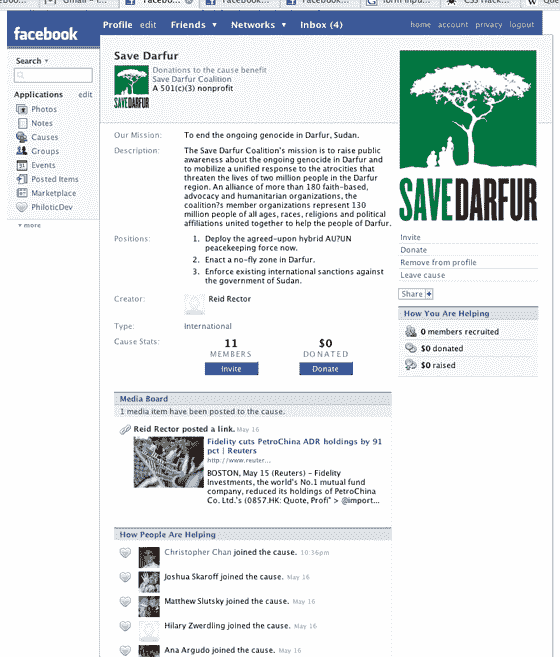 Gmail - I
Facebo...
Facebook...
Facebook...
form inpu...
CSS Hack...
Que
facebook
Profile edit Friends ▼ Networks ▼ Inbox (4)
home account privacy logout
Search ▾
Applications edit
Photos
Notes
Causes
Groups
Events
Posted Items
Marketplace
PhiloticDev
▾ more
Save Darfur
Donations to the cause benefit
Save Darfur Coalition
A 501(c)(3) nonprofit
SAVEDARFUR
Our Mission: To end the ongoing genocide in Darfur, Sudan.
Description: The Save Darfur Coalition's mission is to raise public
awareness about the ongoing genocide in Darfur and
to mobilize a unified response to the atrocities that
threaten the lives of two million people in the Darfur
region. An alliance of more than 180 faith-based,
advocacy and humanitarian organizations, the
coalition?s member organizations represent 130
million people of all ages, races, religions and political
affiliations united together to help the people of Darfur.
Positions: 1. Deploy the agreed-upon hybrid AU?UN
peacekeeping force now.
2. Enact a no-fly zone in Darfur.
3. Enforce existing international sanctions against
the government of Sudan.
Creator: Reid Rector
Type: International
Cause Stats: 11 $0
MEMBERS DONATED
Invite Donate
Media Board
1 media item have been posted to the cause.
Reid Rector posted a link. May 16
Fidelity cuts PetroChina ADR holdings by 91
pct | Reuters
http://www.reuter...
BOSTON, May 15 (Reuters) - Fidelity
Investments, the world's No.1 mutual fund
company, reduced its holdings of PetroChina
Co. Ltd.'s (0857.HK: Quote, Profi" > @import...
How People Are Helping
Christopher Chan joined the cause. 10:36pm
Joshua Skaroff joined the cause. May 16
Matthew Slutsky joined the cause. May 16
Hilary Zwerdling joined the cause. May 16
Ana Argudo joined the cause. May 16
SAVEDARFUR
Invite
Donate
Remove from profile
Leave cause
Share +
How You Are Helping
0 members recruited
$0 donated
$0 raised